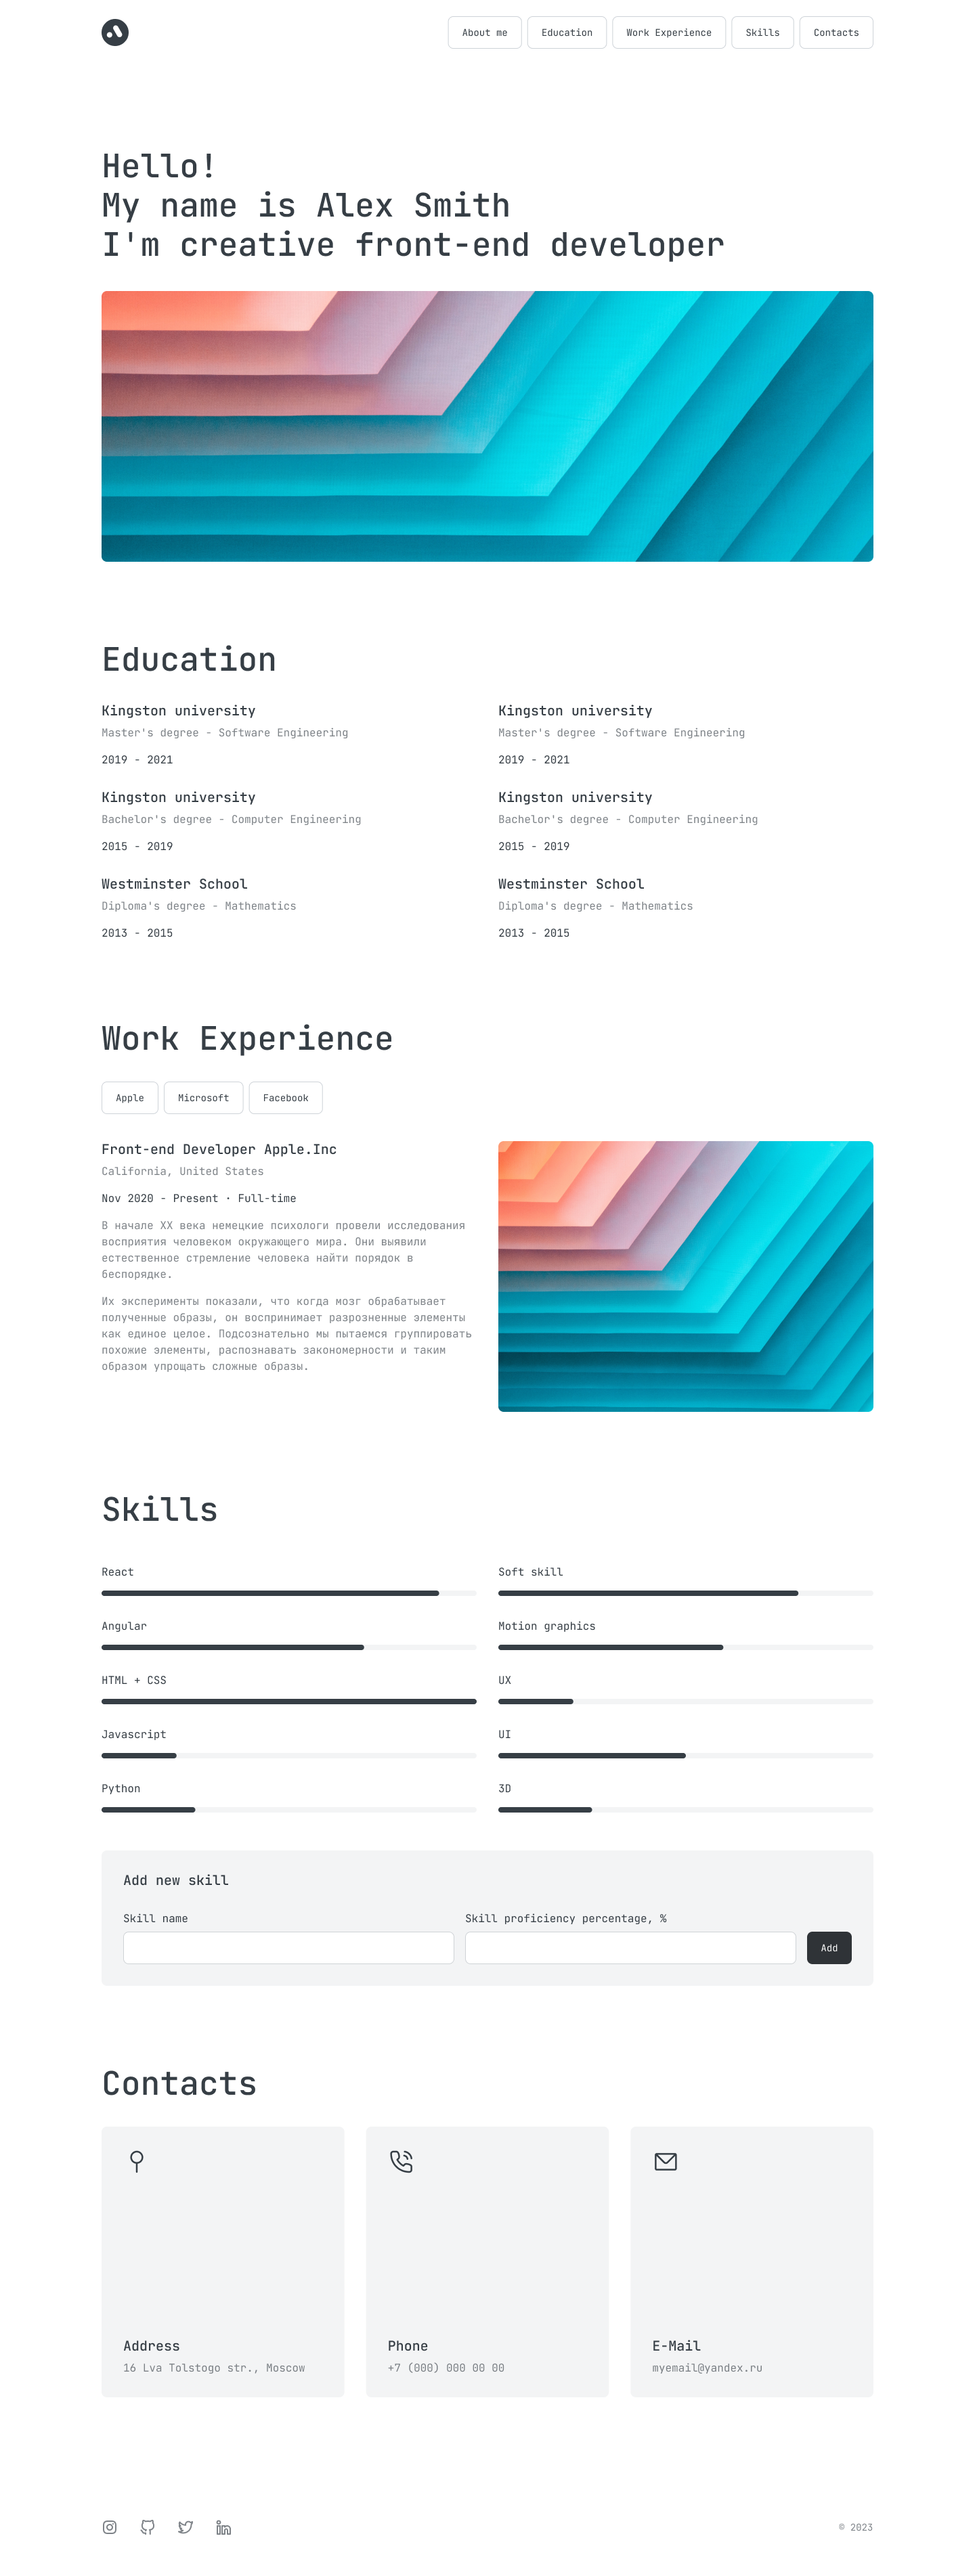 About me
Education
Work Experience
Skills
Contacts
Hello!
My name is Alex Smith
I'm creative front-end developer
Education
Kingston university
Master's degree - Software Engineering
2019 - 2021
Kingston university
Bachelor's degree - Computer Engineering
2015 - 2019
Westminster School
Diploma's degree - Mathematics
2013 - 2015
Kingston university
Master's degree - Software Engineering
2019 - 2021
Kingston university
Bachelor's degree - Computer Engineering
2015 - 2019
Westminster School
Diploma's degree - Mathematics
2013 - 2015
Work Experience
Apple
Microsoft
Facebook
Front-end Developer Apple.Inc
California, United States
Nov 2020 - Present · Full-time
В начале XX века немецкие психологи провели исследования
восприятия человеком окружающего мира. Они выявили
естественное стремление человека найти порядок в
беспорядке.
Их эксперименты показали, что когда мозг обрабатывает
полученные образы, он воспринимает разрозненные элементы
как единое целое. Подсознательно мы пытаемся группировать
похожие элементы, распознавать закономерности и таким
образом упрощать сложные образы.
Skills
React
Angular
HTML + CSS
Javascript
Python
Soft skill
Motion graphics
UX
UI
3D
Add new skill
Skill name
Skill proficiency percentage, %
Add
Contacts
Address
16 Lva Tolstogo str., Moscow
Phone
+7 (000) 000 00 00
E-Mail
myemail@yandex.ru
© 2023